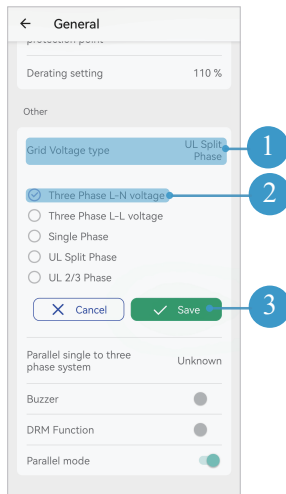 General
protection point
Derating setting 110 %
Other
Grid Voltage type UL Split Phase
1
Three Phase L-N voltage
2
Three Phase L-L voltage
Single Phase
UL Split Phase
UL 2/3 Phase
Cancel Save
3
Parallel single to three
phase system Unknown
Buzzer
DRM Function
Parallel mode